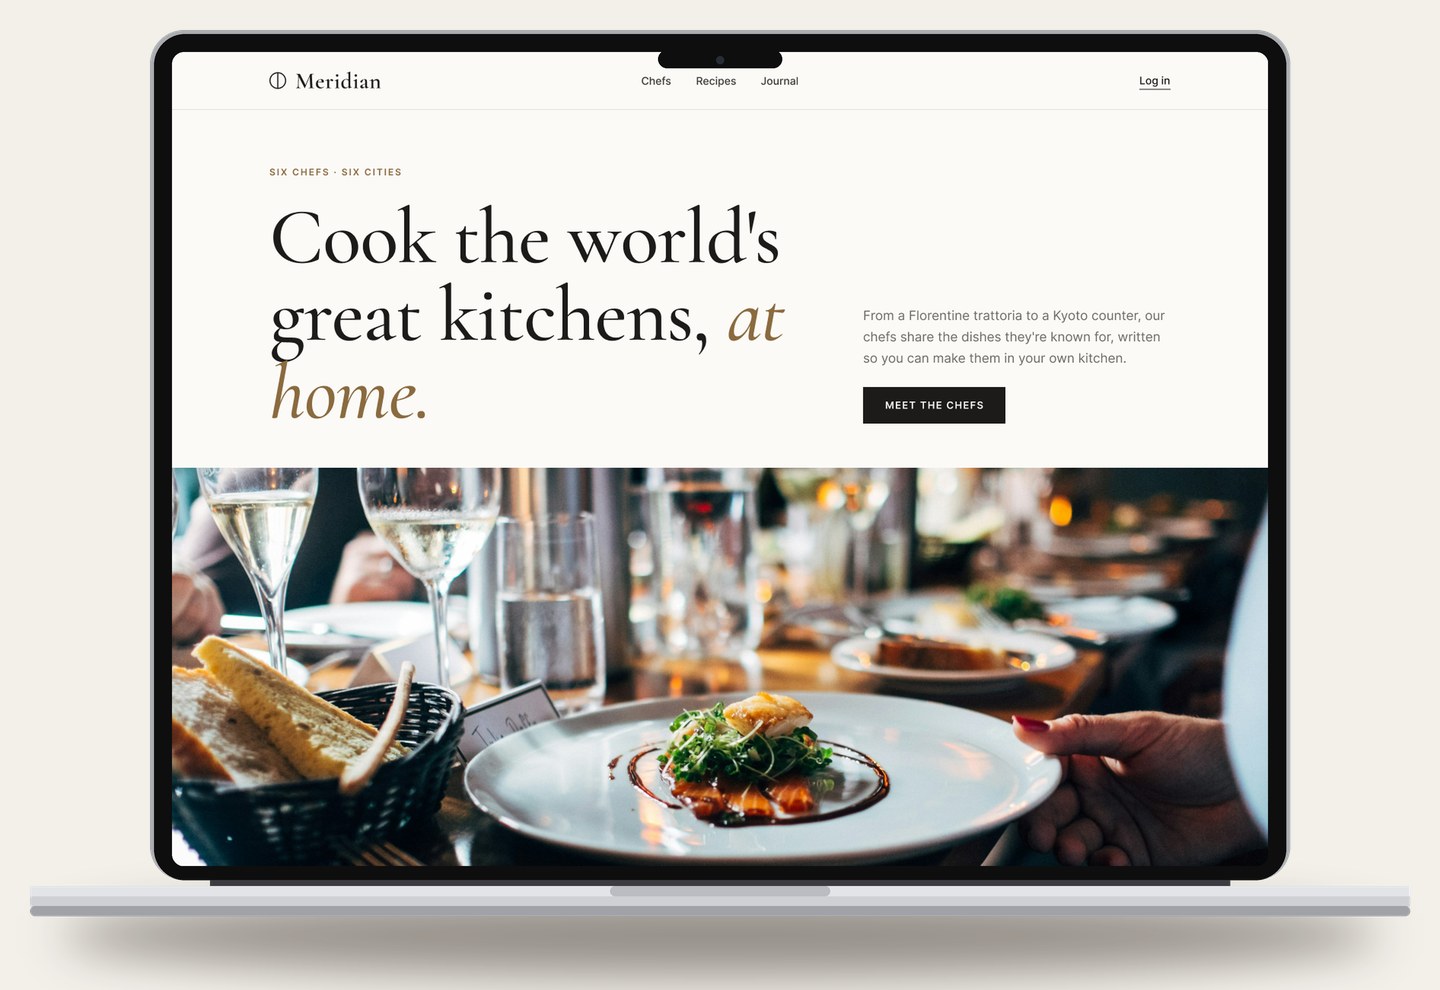 Meridian
Chefs
Recipes
Journal
Log in
SIX CHEFS · SIX CITIES
Cook the world's
great kitchens, at
home.
From a Florentine trattoria to a Kyoto counter, our
chefs share the dishes they're known for, written
so you can make them in your own kitchen.
MEET THE CHEFS